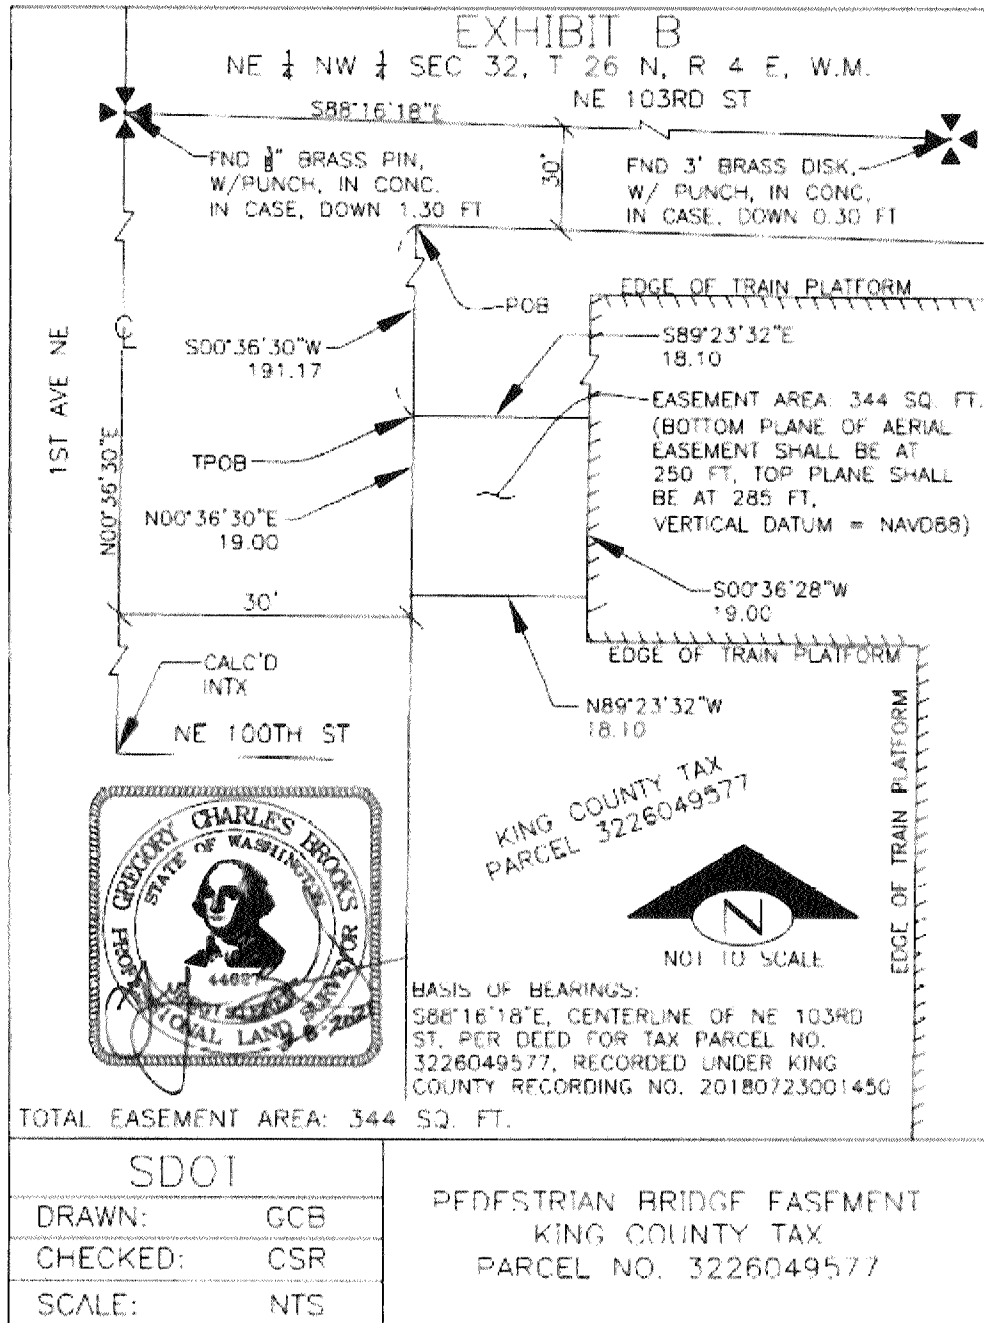 EXHIBIT B
NE 1/4 NW 1/4 SEC 32, T 26 N, R 4 E, W.M.
NE 103RD ST
S88°16'18"E
FND 3/8" BRASS PIN,
W/PUNCH, IN CONC.
IN CASE, DOWN 1.30 FT
30'
FND 3' BRASS DISK,
W/ PUNCH, IN CONC,
IN CASE, DOWN 0.30 FT
EDGE OF TRAIN PLATFORM
POB
S00°36'30"W
191.17
S89°23'32"E
18.10
1ST AVE NE
N00°36'30"E
EASEMENT AREA: 344 SQ. FT.
(BOTTOM PLANE OF AERIAL
EASEMENT SHALL BE AT
250 FT, TOP PLANE SHALL
BE AT 285 FT,
VERTICAL DATUM = NAVD88)
TPOB
N00°36'30"E
19.00
S00°36'28"W
19.00
30'
EDGE OF TRAIN PLATFORM
CALC'D
INTX
N89°23'32"W
18.10
NE 100TH ST
EDGE OF TRAIN PLATFORM
KING COUNTY TAX
PARCEL 3226049577
GREGORY CHARLES BROOKS
STATE OF WASHINGTON
PROFESSIONAL LAND SURVEYOR
N
NOT TO SCALE
BASIS OF BEARINGS:
S88°16'18"E, CENTERLINE OF NE 103RD
ST, PER DEED FOR TAX PARCEL NO.
3226049577, RECORDED UNDER KING
COUNTY RECORDING NO. 20180723001450
TOTAL EASEMENT AREA: 344 SQ. FT.
SDOT
DRAWN: GCB
CHECKED: CSR
SCALE: NTS
PEDESTRIAN BRIDGE EASEMENT
KING COUNTY TAX
PARCEL NO. 3226049577